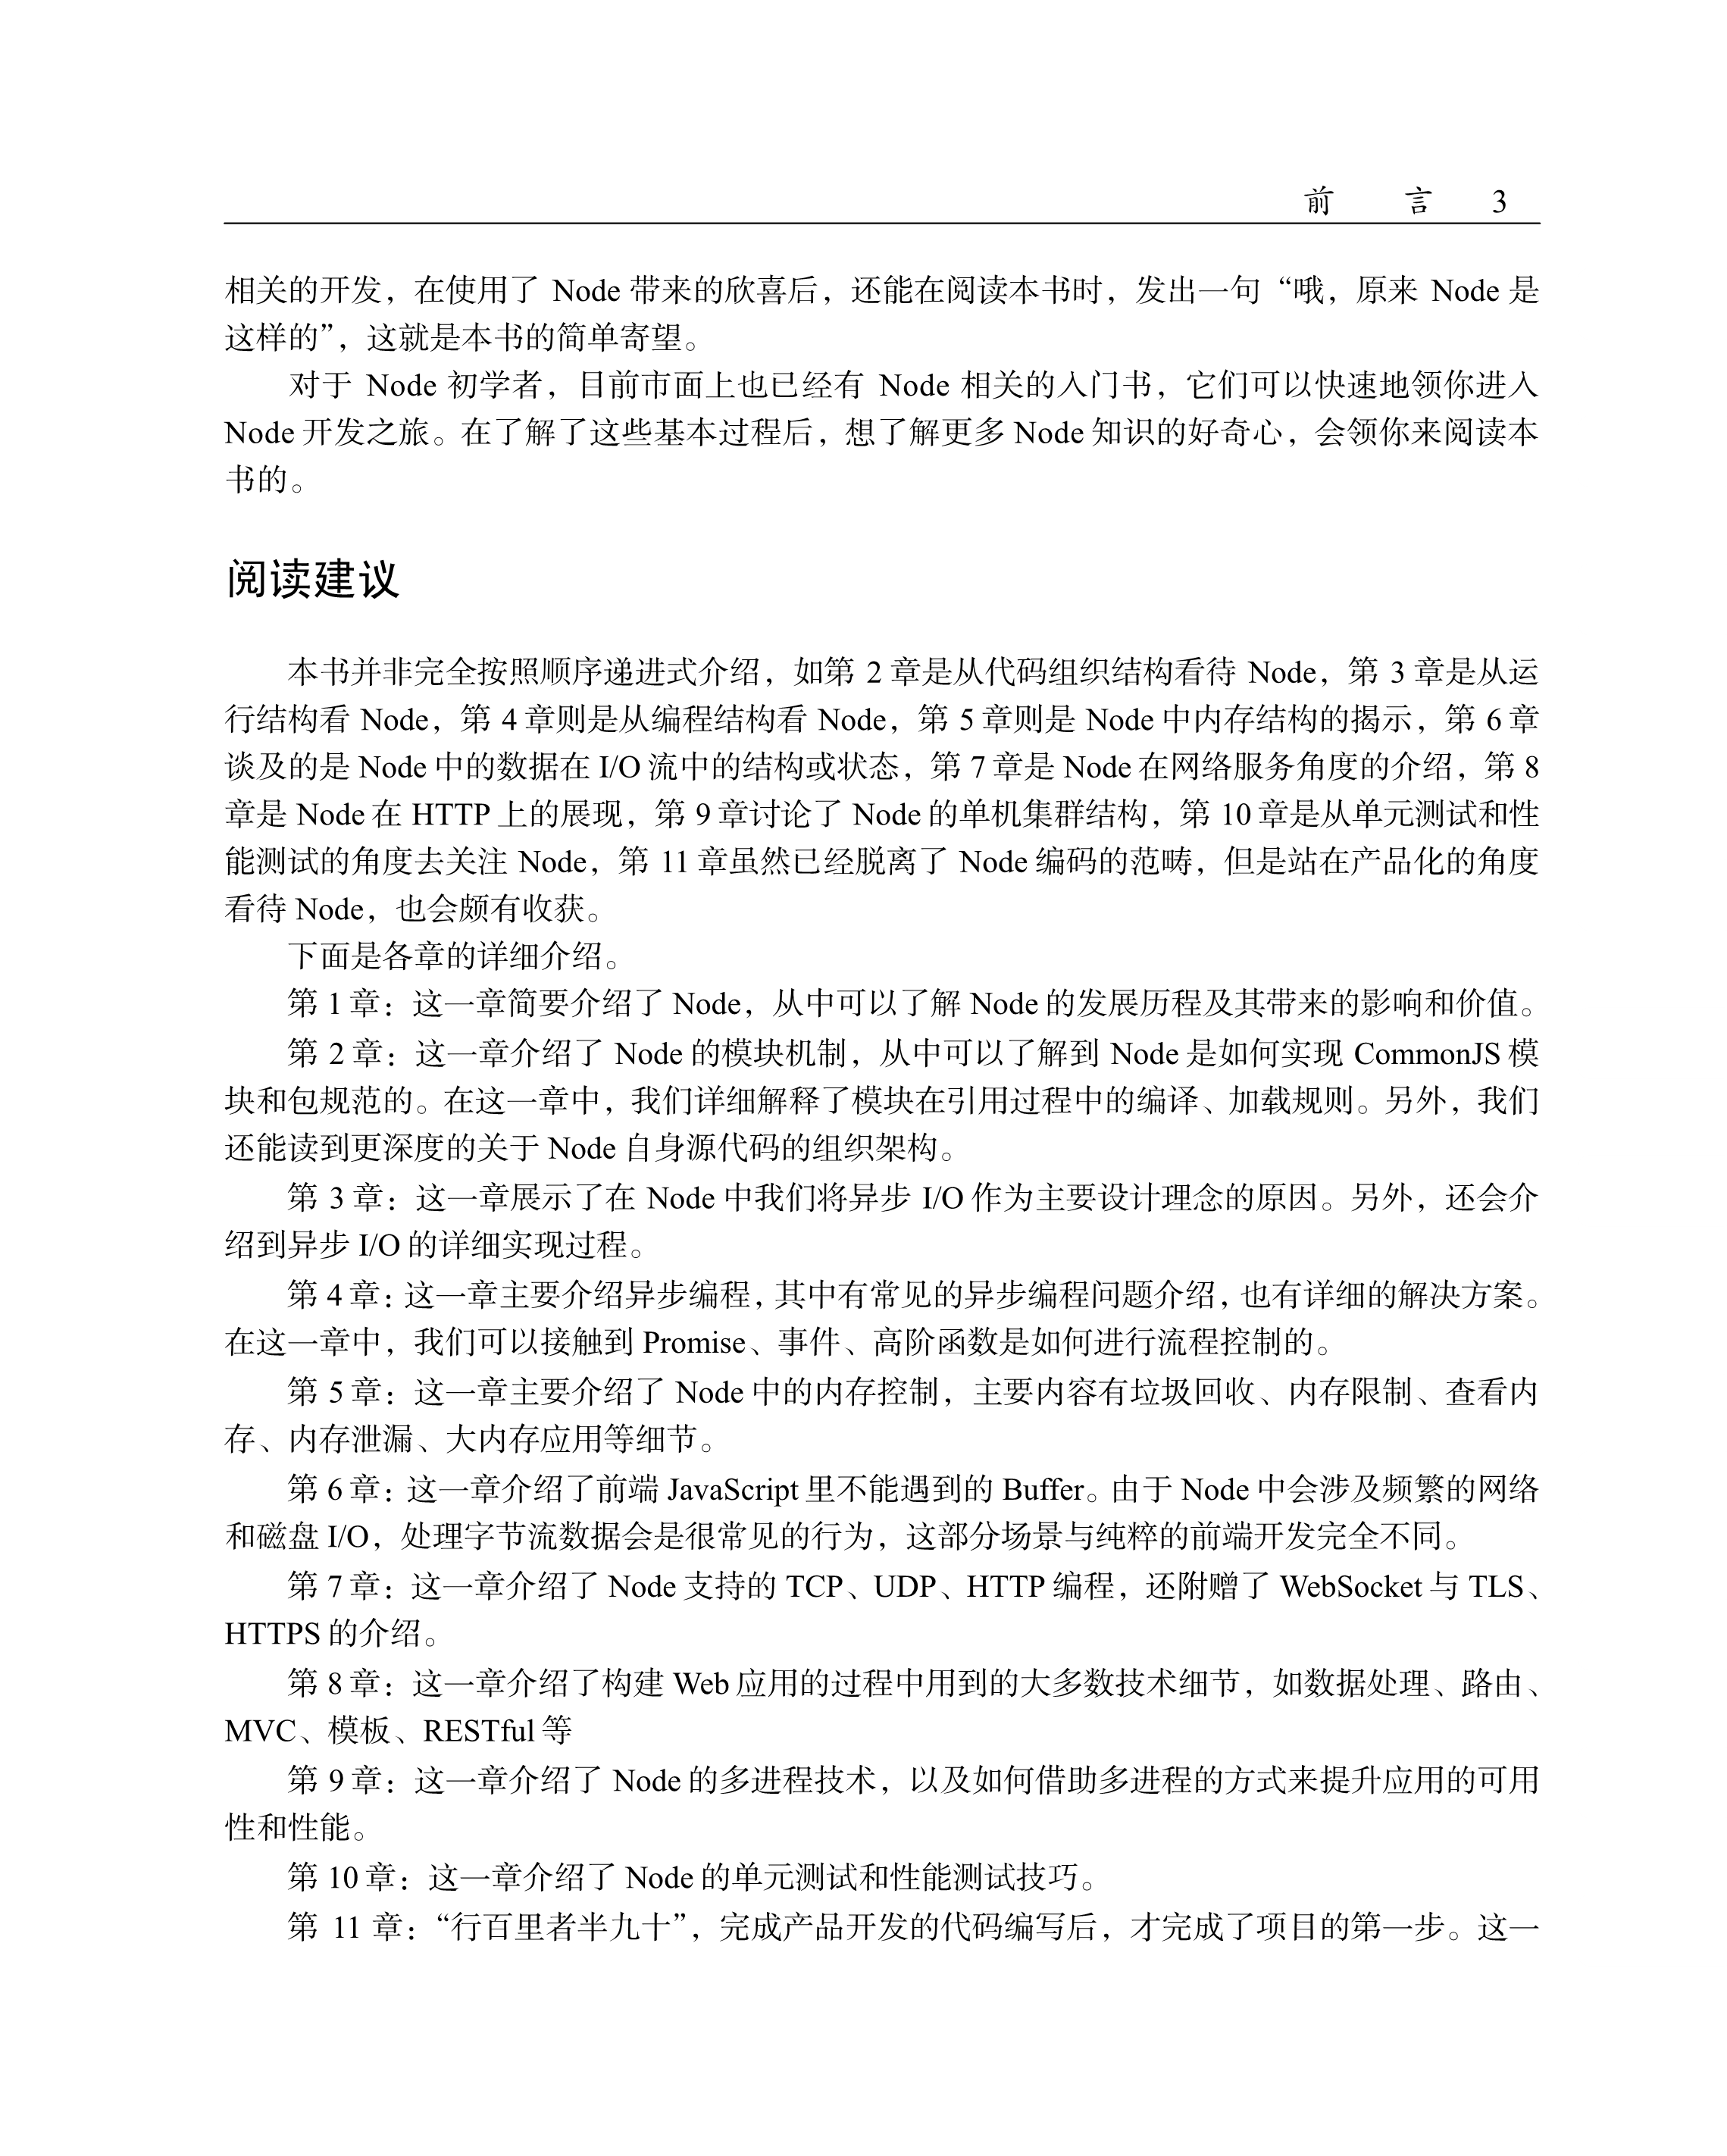 前　　言　3
相关的开发，在使用了 Node 带来的欣喜后，还能在阅读本书时，发出一句“哦，原来 Node 是
这样的”，这就是本书的简单寄望。
对于 Node 初学者，目前市面上也已经有 Node 相关的入门书，它们可以快速地领你进入
Node 开发之旅。在了解了这些基本过程后，想了解更多 Node 知识的好奇心，会领你来阅读本
书的。
阅读建议
本书并非完全按照顺序递进式介绍，如第 2 章是从代码组织结构看待 Node，第 3 章是从运
行结构看 Node，第 4 章则是从编程结构看 Node，第 5 章则是 Node 中内存结构的揭示，第 6 章
谈及的是 Node 中的数据在 I/O 流中的结构或状态，第 7 章是 Node 在网络服务角度的介绍，第 8
章是 Node 在 HTTP 上的展现，第 9 章讨论了 Node 的单机集群结构，第 10 章是从单元测试和性
能测试的角度去关注 Node，第 11 章虽然已经脱离了 Node 编码的范畴，但是站在产品化的角度
看待 Node，也会颇有收获。
下面是各章的详细介绍。
第 1 章：这一章简要介绍了 Node，从中可以了解 Node 的发展历程及其带来的影响和价值。
第 2 章：这一章介绍了 Node 的模块机制，从中可以了解到 Node 是如何实现 CommonJS 模
块和包规范的。在这一章中，我们详细解释了模块在引用过程中的编译、加载规则。另外，我们
还能读到更深度的关于 Node 自身源代码的组织架构。
第 3 章：这一章展示了在 Node 中我们将异步 I/O 作为主要设计理念的原因。另外，还会介
绍到异步 I/O 的详细实现过程。
第 4 章：这一章主要介绍异步编程，其中有常见的异步编程问题介绍，也有详细的解决方案。
在这一章中，我们可以接触到 Promise、事件、高阶函数是如何进行流程控制的。
第 5 章：这一章主要介绍了 Node 中的内存控制，主要内容有垃圾回收、内存限制、查看内
存、内存泄漏、大内存应用等细节。
第 6 章：这一章介绍了前端 JavaScript 里不能遇到的 Buffer。由于 Node 中会涉及频繁的网络
和磁盘 I/O，处理字节流数据会是很常见的行为，这部分场景与纯粹的前端开发完全不同。
第 7 章：这一章介绍了 Node 支持的 TCP、UDP、HTTP 编程，还附赠了 WebSocket 与 TLS、
HTTPS 的介绍。
第 8 章：这一章介绍了构建 Web 应用的过程中用到的大多数技术细节，如数据处理、路由、
MVC、模板、RESTful 等
第 9 章：这一章介绍了 Node 的多进程技术，以及如何借助多进程的方式来提升应用的可用
性和性能。
第 10 章：这一章介绍了 Node 的单元测试和性能测试技巧。
第 11 章：“行百里者半九十”，完成产品开发的代码编写后，才完成了项目的第一步。这一